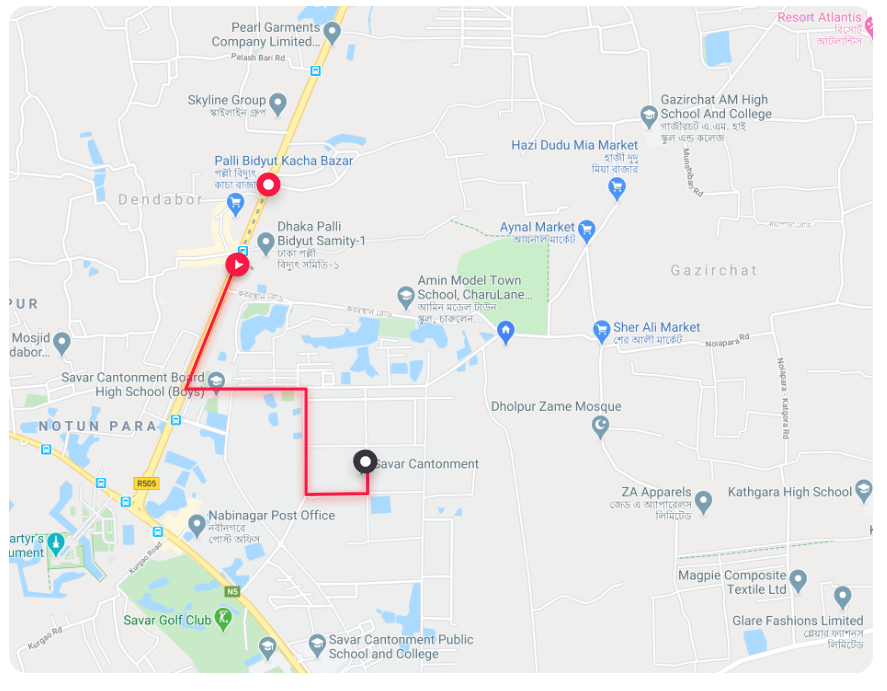 Resort Atlantis
রিসোর্ট
আটলান্টিস
Pearl Garments
Company Limited...
Palash Bari Rd
Skyline Group
স্কাইলাইন গ্রুপ
Gazirchat AM High
School And College
গাজীরচট এ.এম. হাই
স্কুল এন্ড কলেজ
Hazi Dudu Mia Market
হাজী দুদু
মিয়া বাজার
Munshibari Rd
Palli Bidyut Kacha Bazar
পল্লী বিদ্যুৎ
কাচা বাজার
Dendabor
Dhaka Palli
Bidyut Samity-1
ঢাকা পল্লী
বিদ্যুৎ সমিতি-১
Aynal Market
আয়নাল মার্কেট
Gazirchat
Amin Model Town
School, CharuLane...
আমিন মডেল টাউন
স্কুল, চারুলেন...
কবরস্থান রোড
কবরস্থান রোড
PUR
Mosjid
dabor...
Sher Ali Market
শের আলী মার্কেট
Noiapara Rd
Noiapara - Katgora Rd
Savar Cantonment Board
High School (Boys)
Dholpur Zame Mosque
NOTUN PARA
Savar Cantonment
R505
ZA Apparels
জেড এ অ্যাপারেলস
লিমিটেড
Kathgara High School
Nabinagar Post Office
নবীনগরে
পোস্ট অফিস
artyr's
ument
Kurgao Road
Magpie Composite
Textile Ltd
N5
Savar Golf Club
Glare Fashions Limited
গ্লেয়ার ফ্যাশনস
লিমিটেড
Kurgao Rd
Savar Cantonment Public
School and College